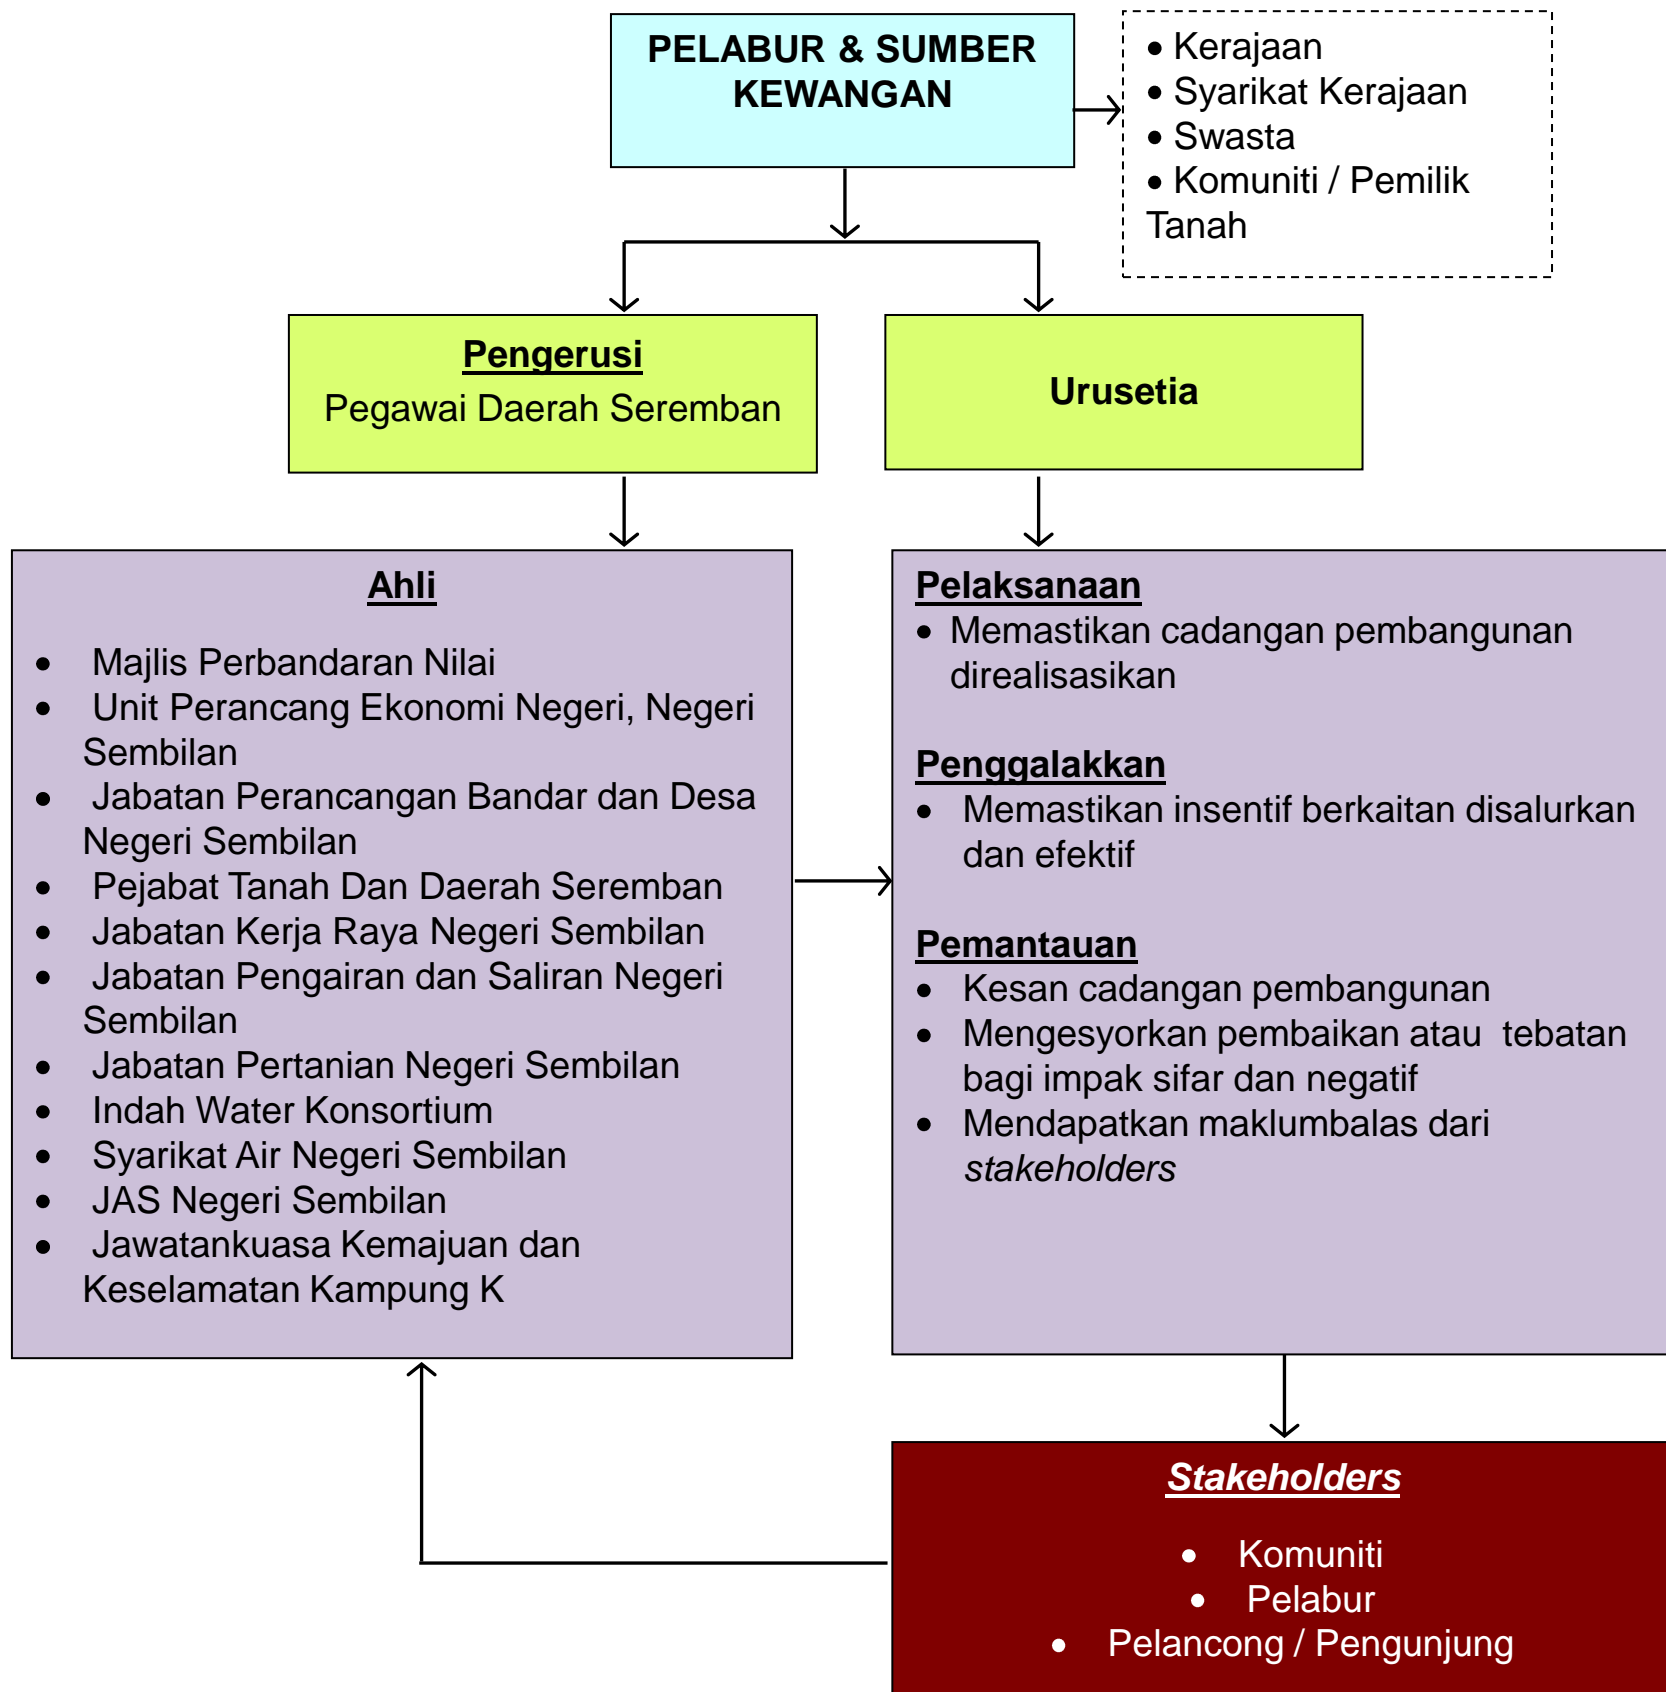 PELABUR & SUMBER
KEWANGAN
• Kerajaan
• Syarikat Kerajaan
• Swasta
• Komuniti / Pemilik
Tanah
Pengerusi
Pegawai Daerah Seremban
Urusetia
Ahli
• Majlis Perbandaran Nilai
• Unit Perancang Ekonomi Negeri, Negeri
Sembilan
• Jabatan Perancangan Bandar dan Desa
Negeri Sembilan
• Pejabat Tanah Dan Daerah Seremban
• Jabatan Kerja Raya Negeri Sembilan
• Jabatan Pengairan dan Saliran Negeri
Sembilan
• Jabatan Pertanian Negeri Sembilan
• Indah Water Konsortium
• Syarikat Air Negeri Sembilan
• JAS Negeri Sembilan
• Jawatankuasa Kemajuan dan
Keselamatan Kampung K
Pelaksanaan
• Memastikan cadangan pembangunan
direalisasikan
Penggalakkan
• Memastikan insentif berkaitan disalurkan
dan efektif
Pemantauan
• Kesan cadangan pembangunan
• Mengesyorkan pembaikan atau tebatan
bagi impak sifar dan negatif
• Mendapatkan maklumbalas dari
stakeholders
Stakeholders
• Komuniti
• Pelabur
• Pelancong / Pengunjung